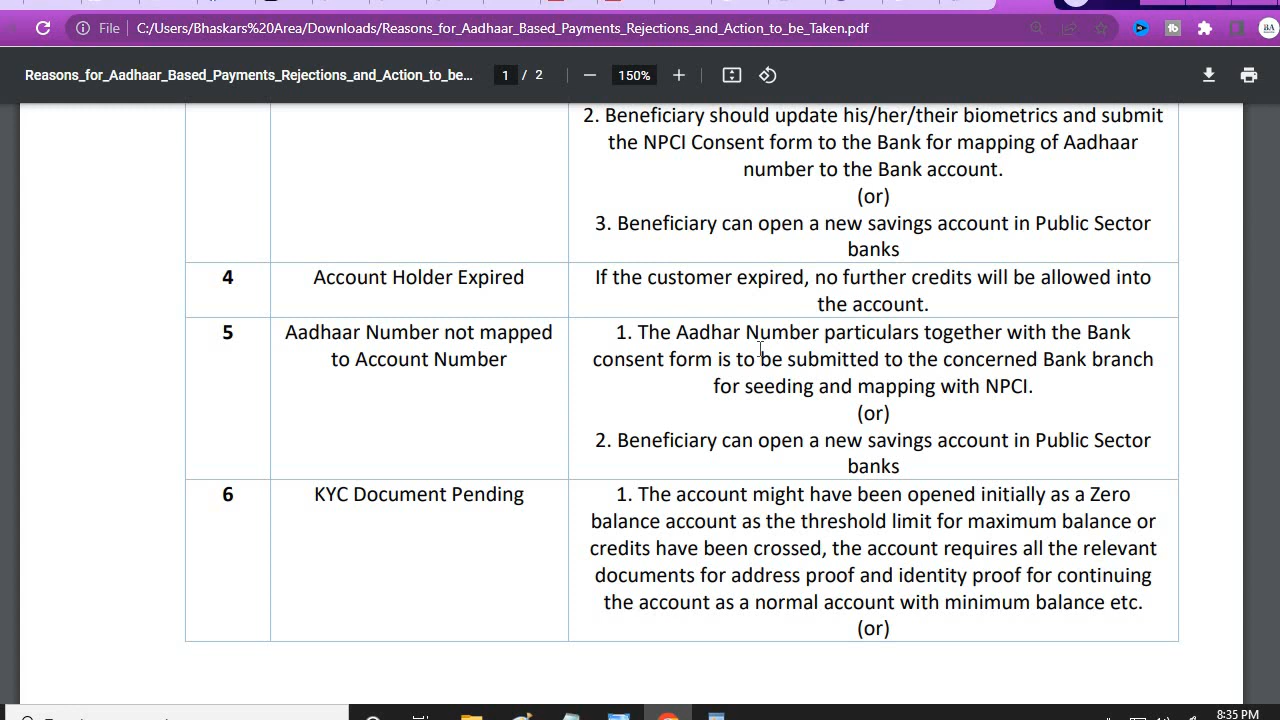 File
C:/Users/Bhaskars%20Area/Downloads/Reasons_for_Aadhaar_Based_Payments_Rejections_and_Action_to_be_Taken.pdf
Reasons_for_Aadhaar_Based_Payments_Rejections_and_Action_to_be...
1 / 2
150%
2. Beneficiary should update his/her/their biometrics and submit
the NPCI Consent form to the Bank for mapping of Aadhaar
number to the Bank account.
(or)
3. Beneficiary can open a new savings account in Public Sector
banks
4
Account Holder Expired
If the customer expired, no further credits will be allowed into
the account.
5
Aadhaar Number not mapped
to Account Number
1. The Aadhar Number particulars together with the Bank
consent form is to be submitted to the concerned Bank branch
for seeding and mapping with NPCI.
(or)
2. Beneficiary can open a new savings account in Public Sector
banks
6
KYC Document Pending
1. The account might have been opened initially as a Zero
balance account as the threshold limit for maximum balance or
credits have been crossed, the account requires all the relevant
documents for address proof and identity proof for continuing
the account as a normal account with minimum balance etc.
(or)
8:35 PM